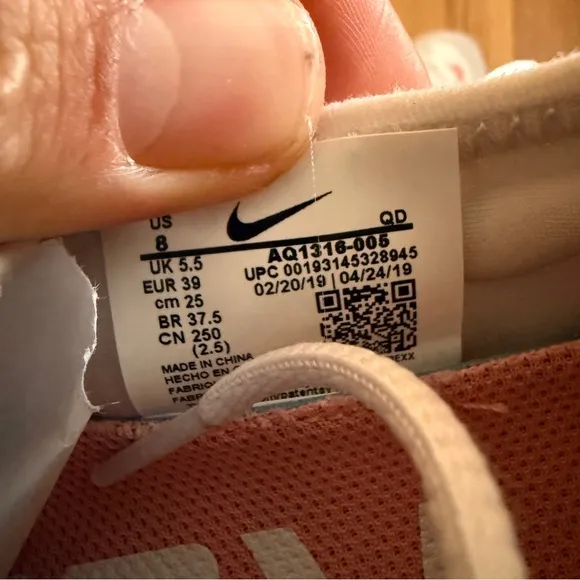 US
8
QD
AQ1316-005
UPC 00193145328945
02/20/19 | 04/24/19
UK 5.5
EUR 39
cm 25
BR 37.5
CN 250
(2.5)
MADE IN CHINA
HECHO EN